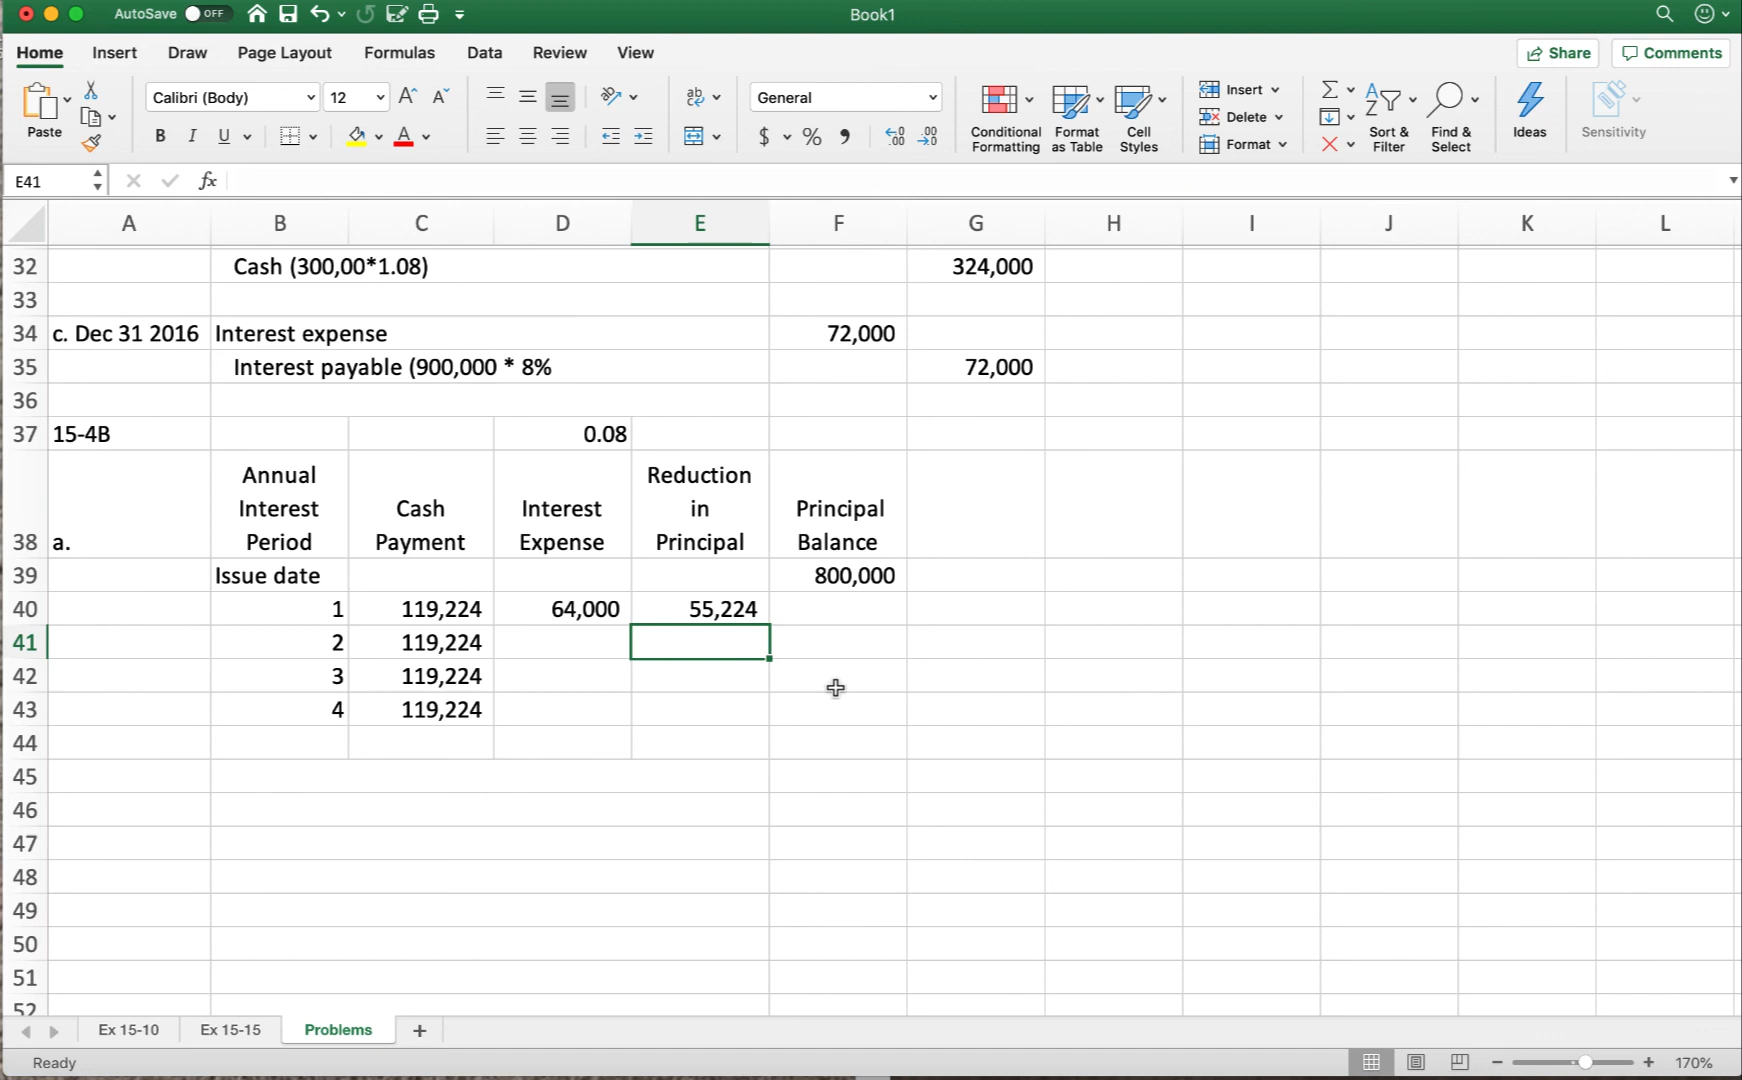 AutoSave OFF Book1
Home Insert Draw Page Layout Formulas Data Review View Share Comments
Paste Calibri (Body) 12 General Insert
Delete
Format
B I U $ % Conditional Formatting Format as Table Cell Styles Sort & Filter Find & Select Ideas Sensitivity
E41 fx
A B C D E F G H I J K L
32 Cash (300,00*1.08) 324,000
33
34 c. Dec 31 2016 Interest expense 72,000
35 Interest payable (900,000 * 8% 72,000
36
37 15-4B 0.08
38 a. Annual Interest Period Cash Payment Interest Expense Reduction in Principal Principal Balance
39 Issue date 800,000
40 1 119,224 64,000 55,224
41 2 119,224
42 3 119,224
43 4 119,224
44
45
46
47
48
49
50
51
52
Ex 15-10 Ex 15-15 Problems +
Ready 170%